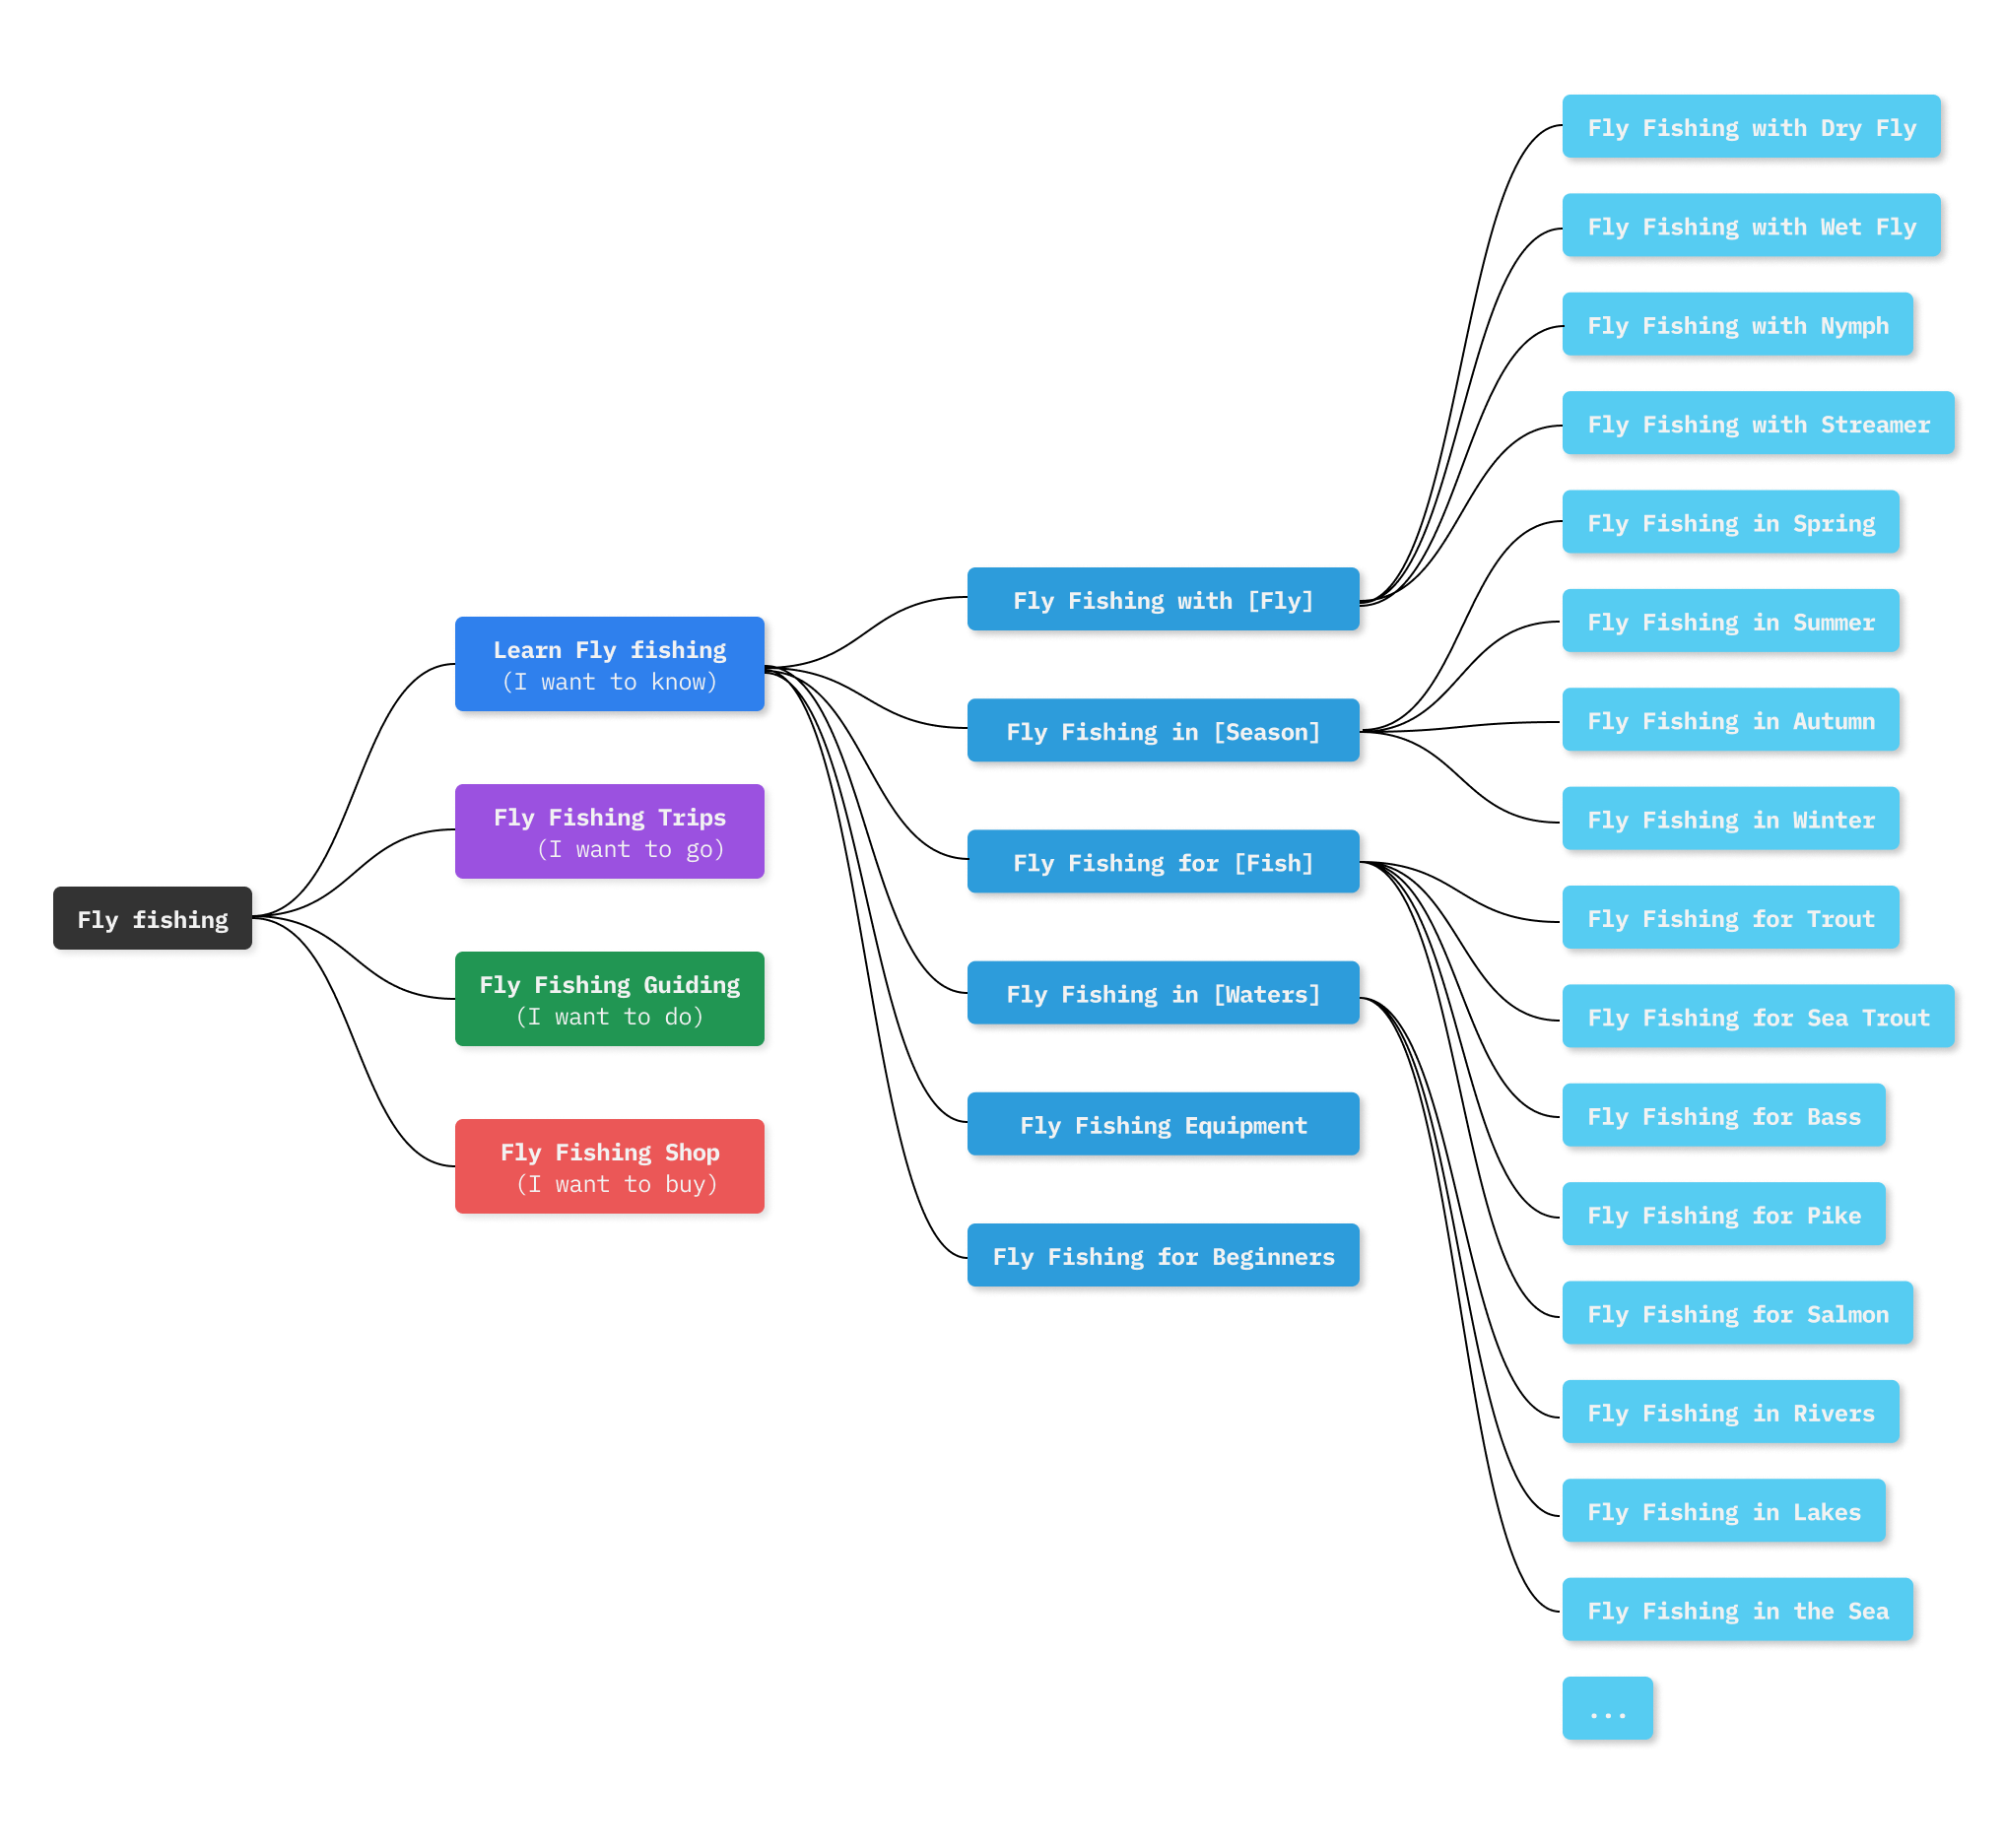 Fly fishing
Learn Fly fishing
(I want to know)
Fly Fishing Trips
(I want to go)
Fly Fishing Guiding
(I want to do)
Fly Fishing Shop
(I want to buy)
Fly Fishing with [Fly]
Fly Fishing in [Season]
Fly Fishing for [Fish]
Fly Fishing in [Waters]
Fly Fishing Equipment
Fly Fishing for Beginners
Fly Fishing with Dry Fly
Fly Fishing with Wet Fly
Fly Fishing with Nymph
Fly Fishing with Streamer
Fly Fishing in Spring
Fly Fishing in Summer
Fly Fishing in Autumn
Fly Fishing in Winter
Fly Fishing for Trout
Fly Fishing for Sea Trout
Fly Fishing for Bass
Fly Fishing for Pike
Fly Fishing for Salmon
Fly Fishing in Rivers
Fly Fishing in Lakes
Fly Fishing in the Sea
...